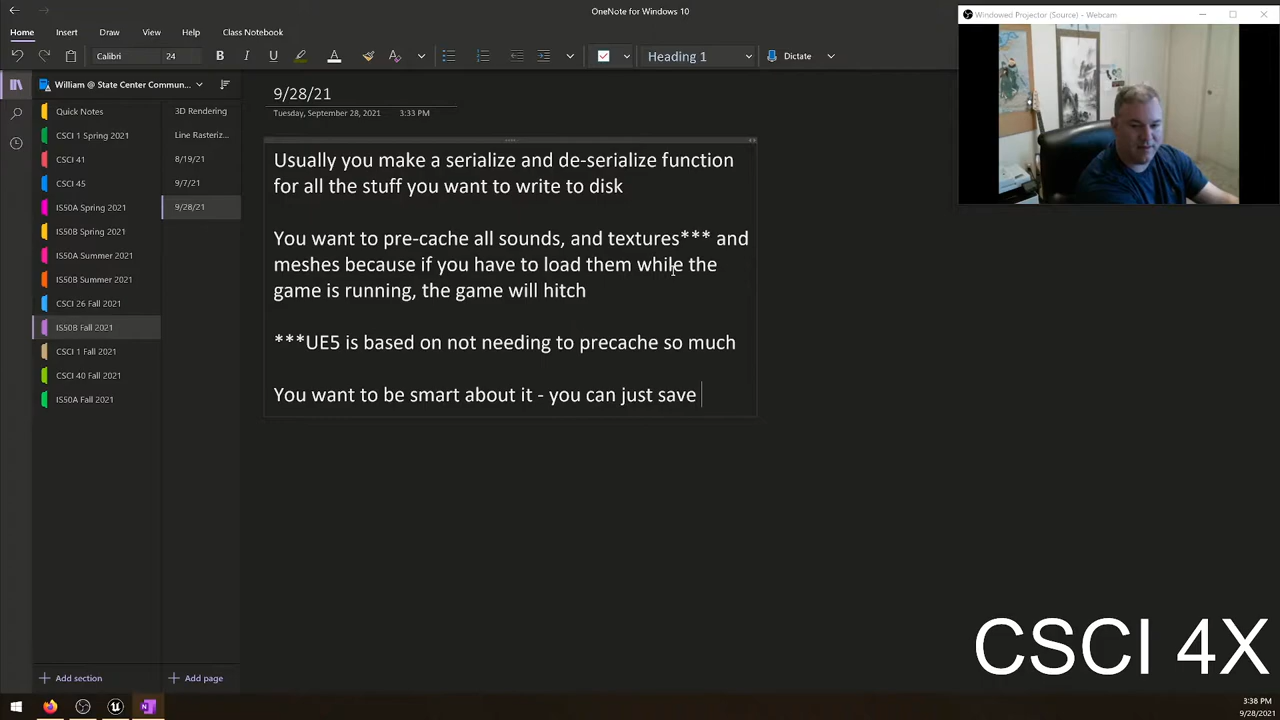 OneNote for Windows 10
Windowed Projector (Source) - Webcam
Home Insert Draw View Help Class Notebook
Calibri 24 B I U A Heading 1 Dictate
William @ State Center Commun...
Quick Notes
CSCI 1 Spring 2021
CSCI 41
CSCI 45
IS50A Spring 2021
IS50B Spring 2021
IS50A Summer 2021
IS50B Summer 2021
CSCI 26 Fall 2021
IS50B Fall 2021
CSCI 1 Fall 2021
CSCI 40 Fall 2021
IS50A Fall 2021
Add section
3D Rendering
Line Rasteriz...
8/19/21
9/7/21
9/28/21
Add page
9/28/21
Tuesday, September 28, 2021 3:33 PM
Usually you make a serialize and de-serialize function
for all the stuff you want to write to disk
You want to pre-cache all sounds, and textures*** and
meshes because if you have to load them while the
game is running, the game will hitch
***UE5 is based on not needing to precache so much
You want to be smart about it - you can just save
CSCI 4X
3:38 PM
9/28/2021